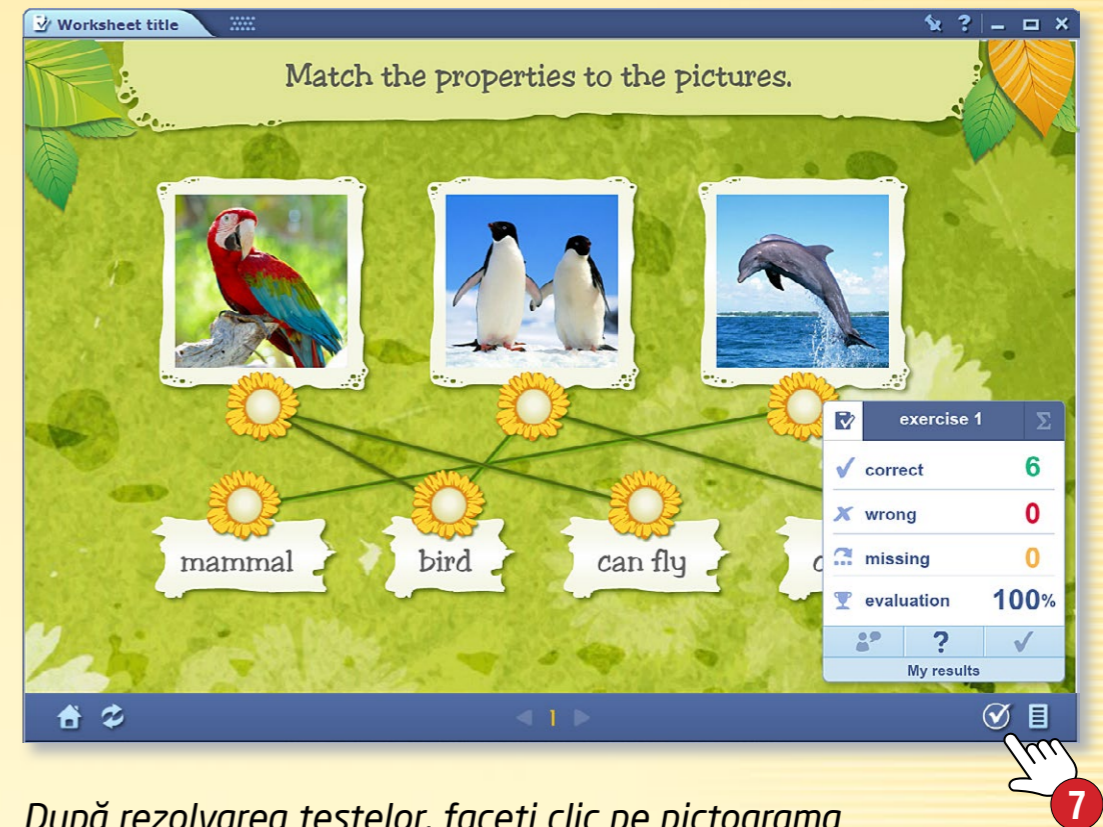 Worksheet title
Match the properties to the pictures.
mammal
bird
can fly
exercise 1
Σ
correct 6
wrong 0
missing 0
evaluation 100%
?
My results
1
7
După rezolvarea testelor, faceți clic pe pictograma